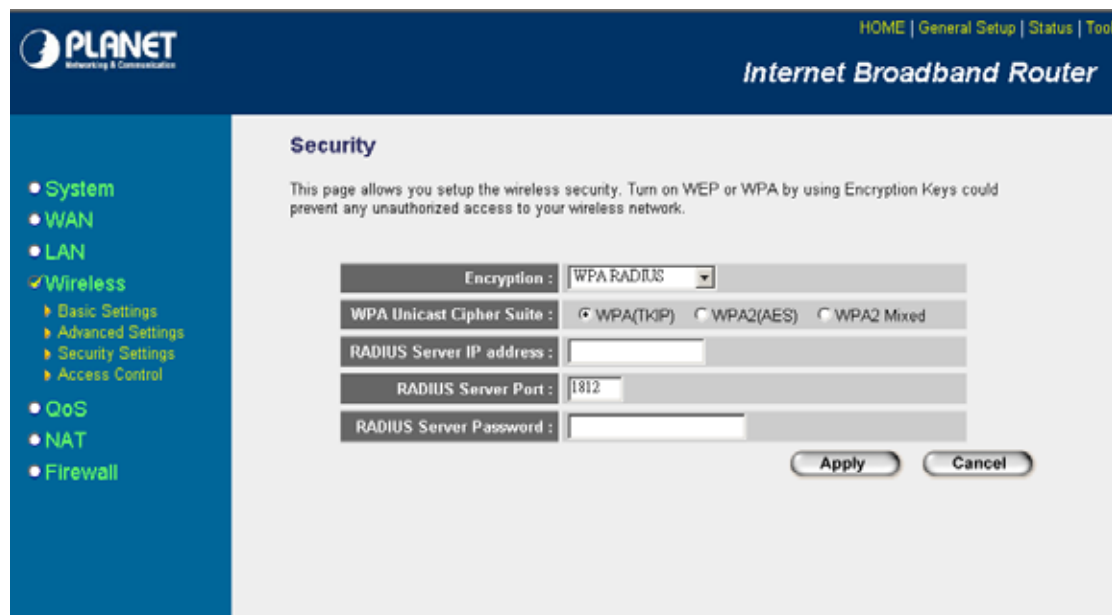 PLANET
Networking & Communication
HOME | General Setup | Status | Tool
Internet Broadband Router
System
WAN
LAN
Wireless
Basic Settings
Advanced Settings
Security Settings
Access Control
QoS
NAT
Firewall
Security
This page allows you setup the wireless security. Turn on WEP or WPA by using Encryption Keys could
prevent any unauthorized access to your wireless network.
Encryption : WPA RADIUS
WPA Unicast Cipher Suite : WPA(TKIP) WPA2(AES) WPA2 Mixed
RADIUS Server IP address :
RADIUS Server Port : 1812
RADIUS Server Password :
Apply Cancel